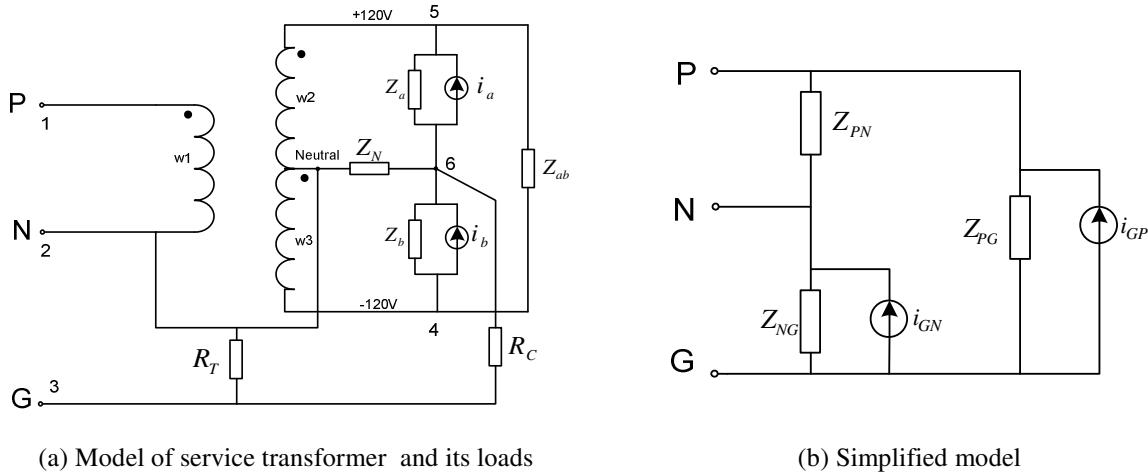 +120V
5
P
1
w1
N
2
w2
Neutral
w3
Z_N
6
Z_a
i_a
Z_b
i_b
Z_ab
-120V
4
R_T
R_C
G
3
(a) Model of service transformer and its loads
P
Z_PN
N
Z_PG
i_GP
Z_NG
i_GN
G
(b) Simplified model